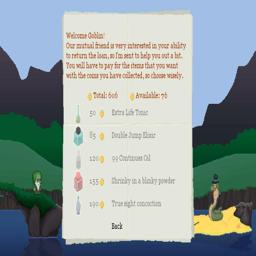 Welcome Goblin!
Our mutual friend is very interested in your ability
to return the loan, so I'm sent to help you out a bit.
You will have to pay for the items that you want
with the coins you have collected, so choose wisely.
Total: 606 Available: 76
50 Extra Life Tonic
85 Double Jump Elixir
120 99 Continues Oil
155 Shrinky in a blinky powder
190 True sight concoction
Back